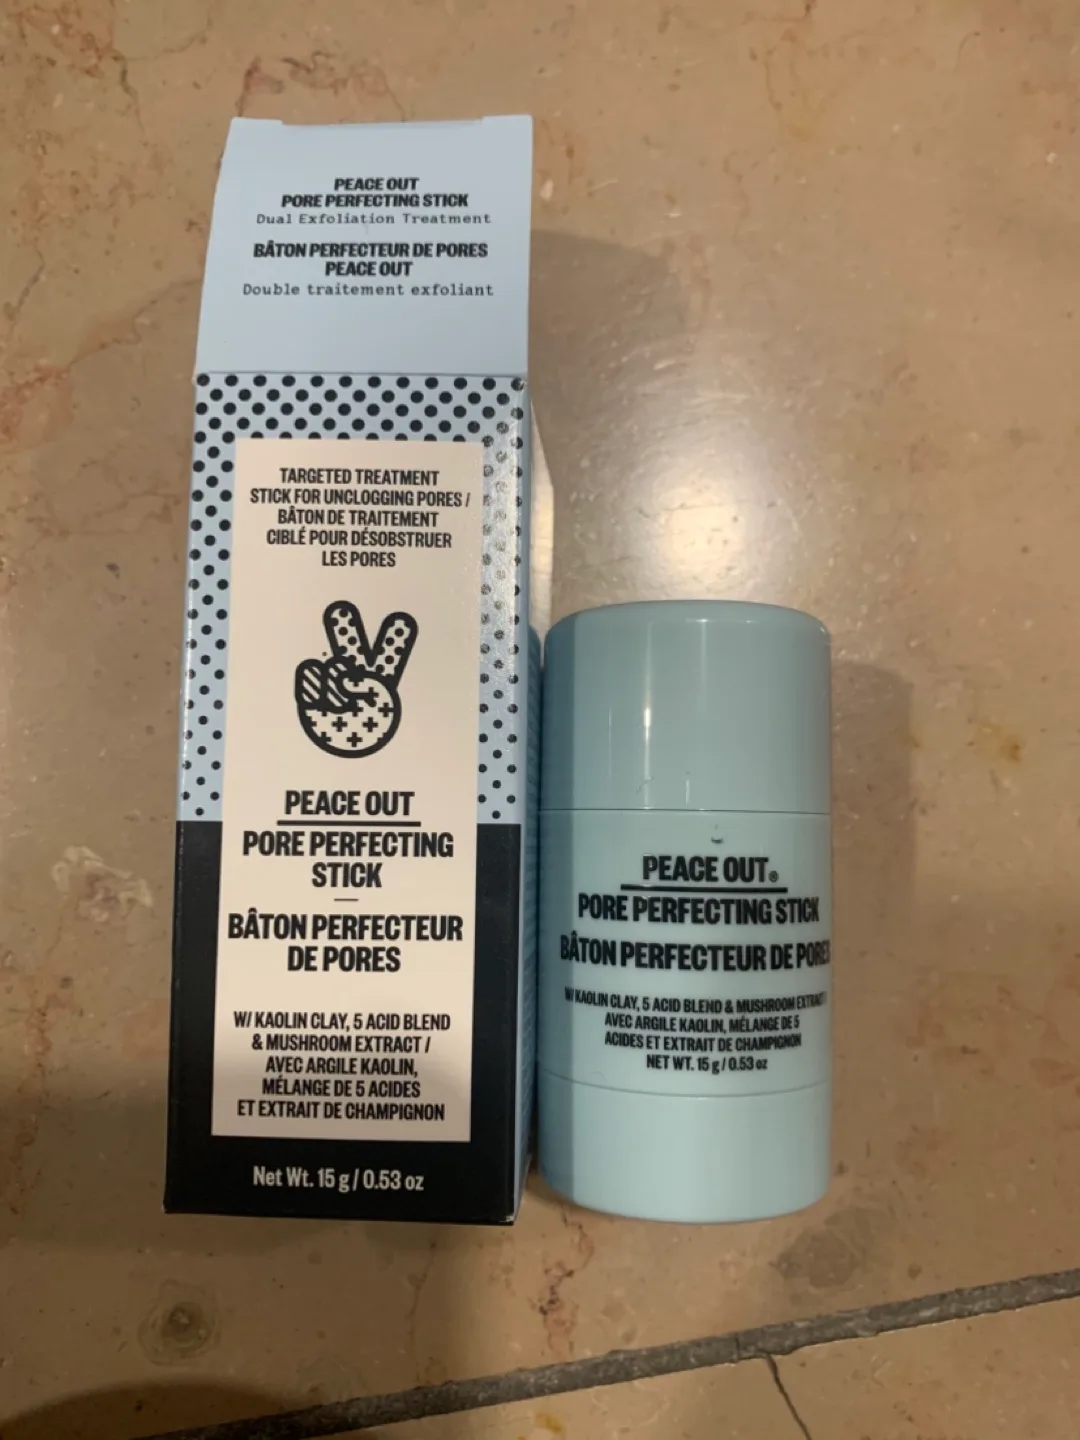 PEACE OUT
PORE PERFECTING STICK
Dual Exfoliation Treatment
BÂTON PERFECTEUR DE PORES
PEACE OUT
Double traitement exfoliant
TARGETED TREATMENT
STICK FOR UNCLOGGING PORES /
BÂTON DE TRAITEMENT
CIBLÉ POUR DÉSOBSTRUER
LES PORES
PEACE OUT
PORE PERFECTING
STICK
BÂTON PERFECTEUR
DE PORES
W/ KAOLIN CLAY, 5 ACID BLEND
& MUSHROOM EXTRACT /
AVEC ARGILE KAOLIN,
MÉLANGE DE 5 ACIDES
ET EXTRAIT DE CHAMPIGNON
Net Wt. 15 g / 0.53 oz
PEACE OUT®
PORE PERFECTING STICK
BÂTON PERFECTEUR DE PORES
W/ KAOLIN CLAY, 5 ACID BLEND & MUSHROOM EXTRACT /
AVEC ARGILE KAOLIN, MÉLANGE DE 5
ACIDES ET EXTRAIT DE CHAMPIGNON
NET WT. 15 g / 0.53 oz